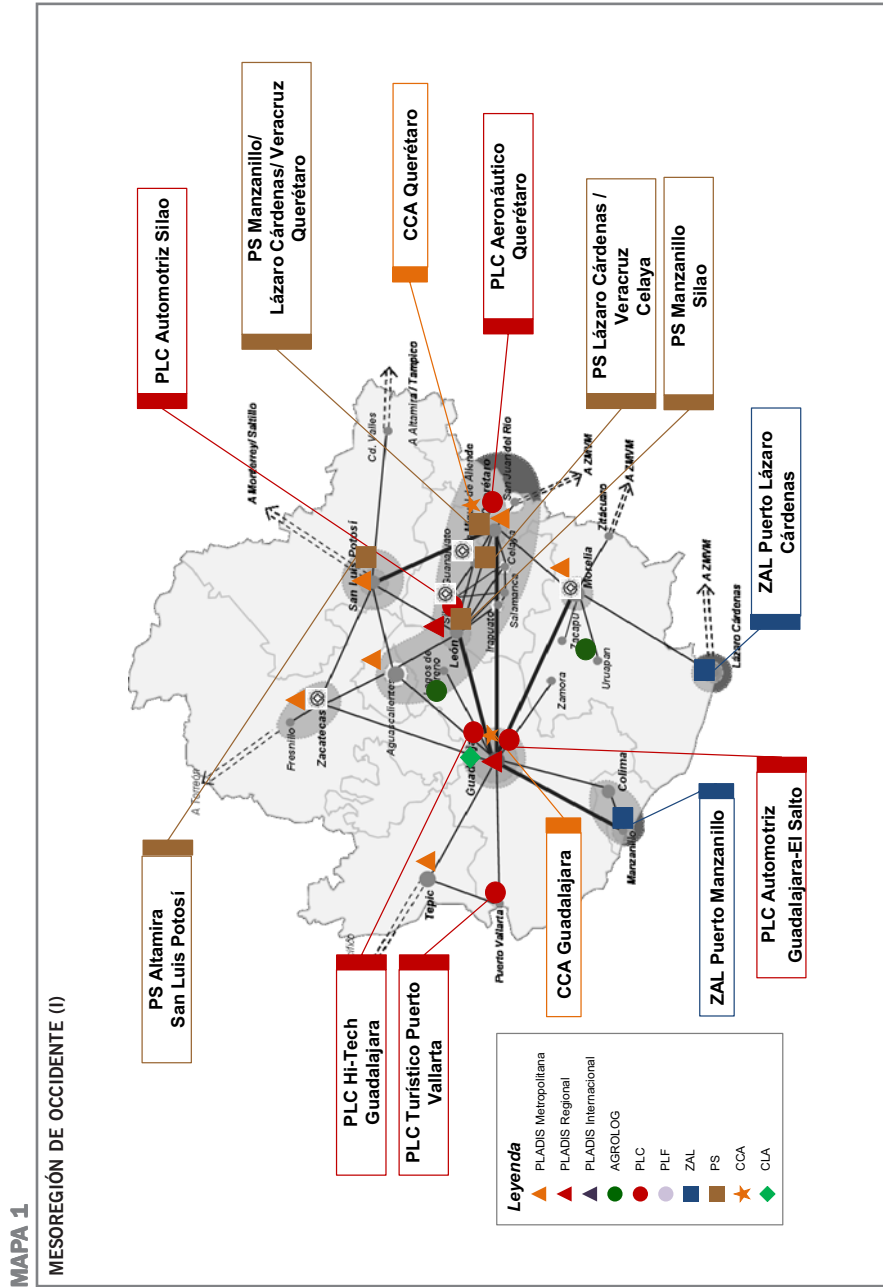 MAPA 1
MESOREGIÓN DE OCCIDENTE (I)
PS Altamira
San Luis Potosí
PLC Automotriz Silao
PS Manzanillo/
Lázaro Cárdenas/ Veracruz
Querétaro
CCA Querétaro
PLC Aeronáutico
Querétaro
PS Lázaro Cárdenas /
Veracruz
Celaya
PS Manzanillo
Silao
ZAL Puerto Lázaro
Cárdenas
PLC Automotriz
Guadalajara-El Salto
ZAL Puerto Manzanillo
CCA Guadalajara
PLC Turístico Puerto
Vallarta
PLC Hi-Tech
Guadalajara
A Torreón
A Monterrey/ Saltillo
A Altamira / Tampico
Cd. Valles
San Luis Potosí
Fresnillo
Zacatecas
Aguascalientes
León
Guanajuato
San Juan del Rio
Celaya
Salamanca
Irapuato
Tepic
Puerto Vallarta
Zamora
Zacapu
Uruapan
Morelia
Zitácuaro
A ZMVM
A ZMVM
A ZMVM
Colima
Manzanillo
Lázaro Cárdenas
Leyenda
PLADIS Metropolitana
PLADIS Regional
PLADIS Internacional
AGROLOG
PLC
PLF
ZAL
PS
CCA
CLA